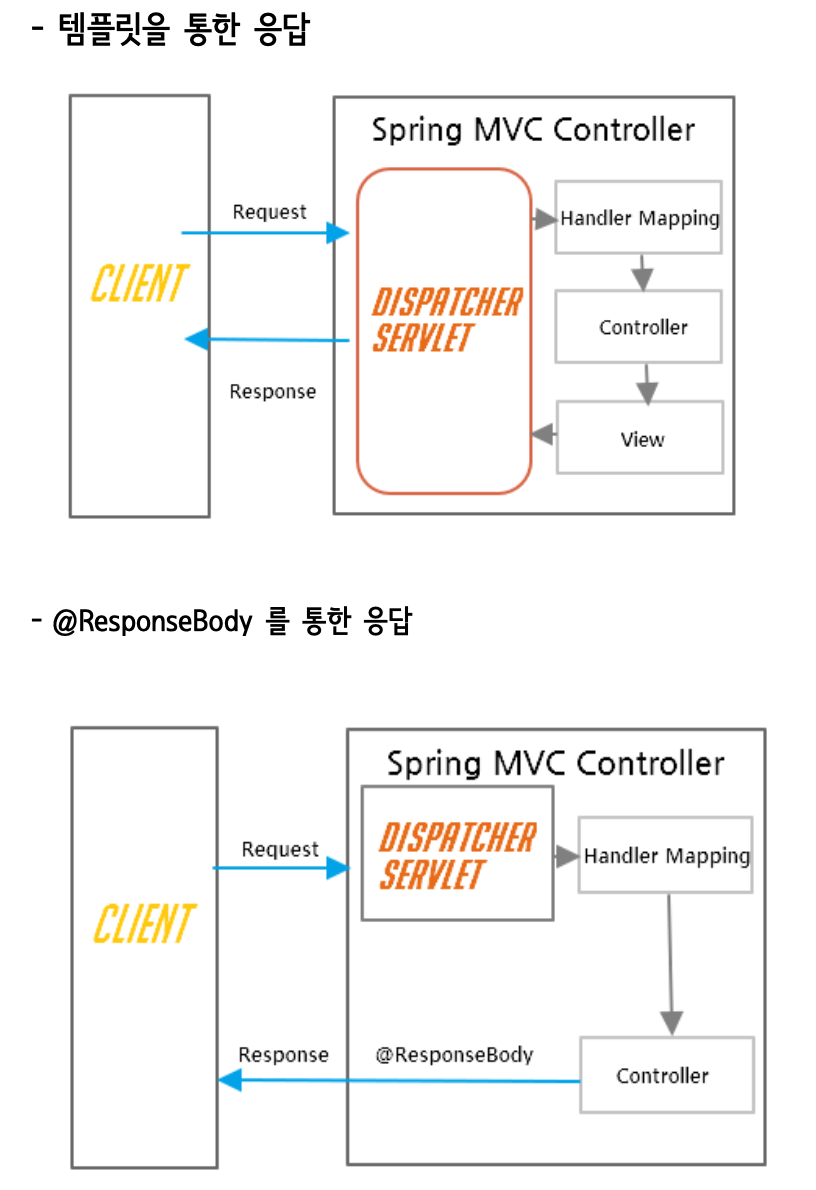 - 템플릿을 통한 응답
Spring MVC Controller
Request
Handler Mapping
CLIENT
DISPATCHER
SERVLET
Controller
Response
View
- @ResponseBody 를 통한 응답
Spring MVC Controller
DISPATCHER
SERVLET
Request
Handler Mapping
CLIENT
Response
@ResponseBody
Controller